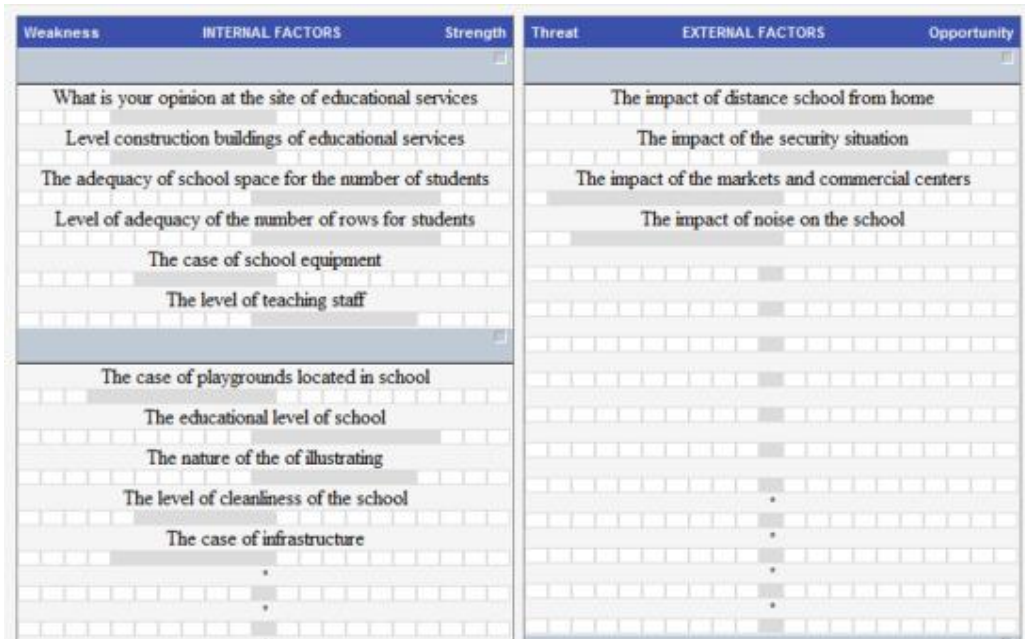 Weakness INTERNAL FACTORS Strength
What is your opinion at the site of educational services
Level construction buildings of educational services
The adequacy of school space for the number of students
Level of adequacy of the number of rows for students
The case of school equipment
The level of teaching staff
The case of playgrounds located in school
The educational level of school
The nature of the of illustrating
The level of cleanliness of the school
The case of infrastructure
*
*
Threat EXTERNAL FACTORS Opportunity
The impact of distance school from home
The impact of the security situation
The impact of the markets and commercial centers
The impact of noise on the school
*
*
*
*